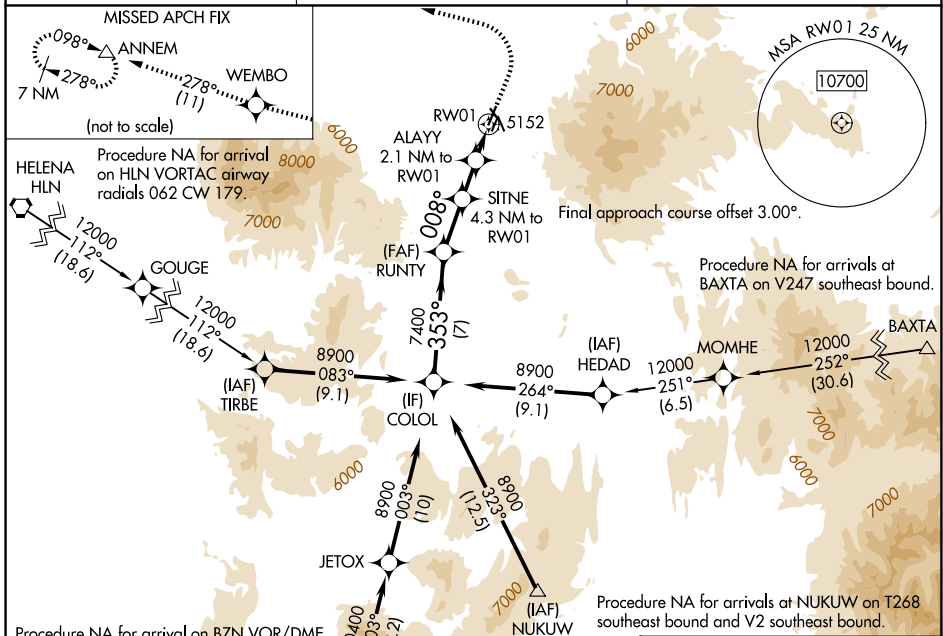 MISSED APCH FIX
098°
ANNEM
278°
7 NM
278°
(11)
WEMBO
(not to scale)
6000
7000
MSA RW01 25 NM
10700
RW01
5152
ALAYY
2.1 NM to
RW01
SITNE
4.3 NM to
RW01
Final approach course offset 3.00°.
6000
8000
7000
Procedure NA for arrival
on HLN VORTAC airway
radials 062 CW 179.
HELENA
HLN
12000
112°
(18.6)
GOUGE
12000
112°
(18.6)
008°
(FAF)
RUNTY
7400
353°
(7)
Procedure NA for arrivals at
BAXTA on V247 southeast bound.
BAXTA
12000
252°
(30.6)
MOMHE
12000
251°
(6.5)
(IAF)
HEDAD
8900
264°
(9.1)
8900
083°
(9.1)
(IAF)
TIRBE
(IF)
COLOL
7000
6000
7000
6000
8900
003°
(10)
8900
323°
(12.5)
JETOX
7000
(IAF)
NUKUW
Procedure NA for arrivals at NUKUW on T268
southeast bound and V2 southeast bound.
Procedure NA for arrival on BZN VOR/DME